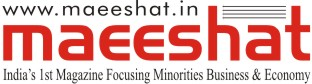 www.maeeshat.in
maeeshat
India's 1st Magazine Focusing Minorities Business & Economy